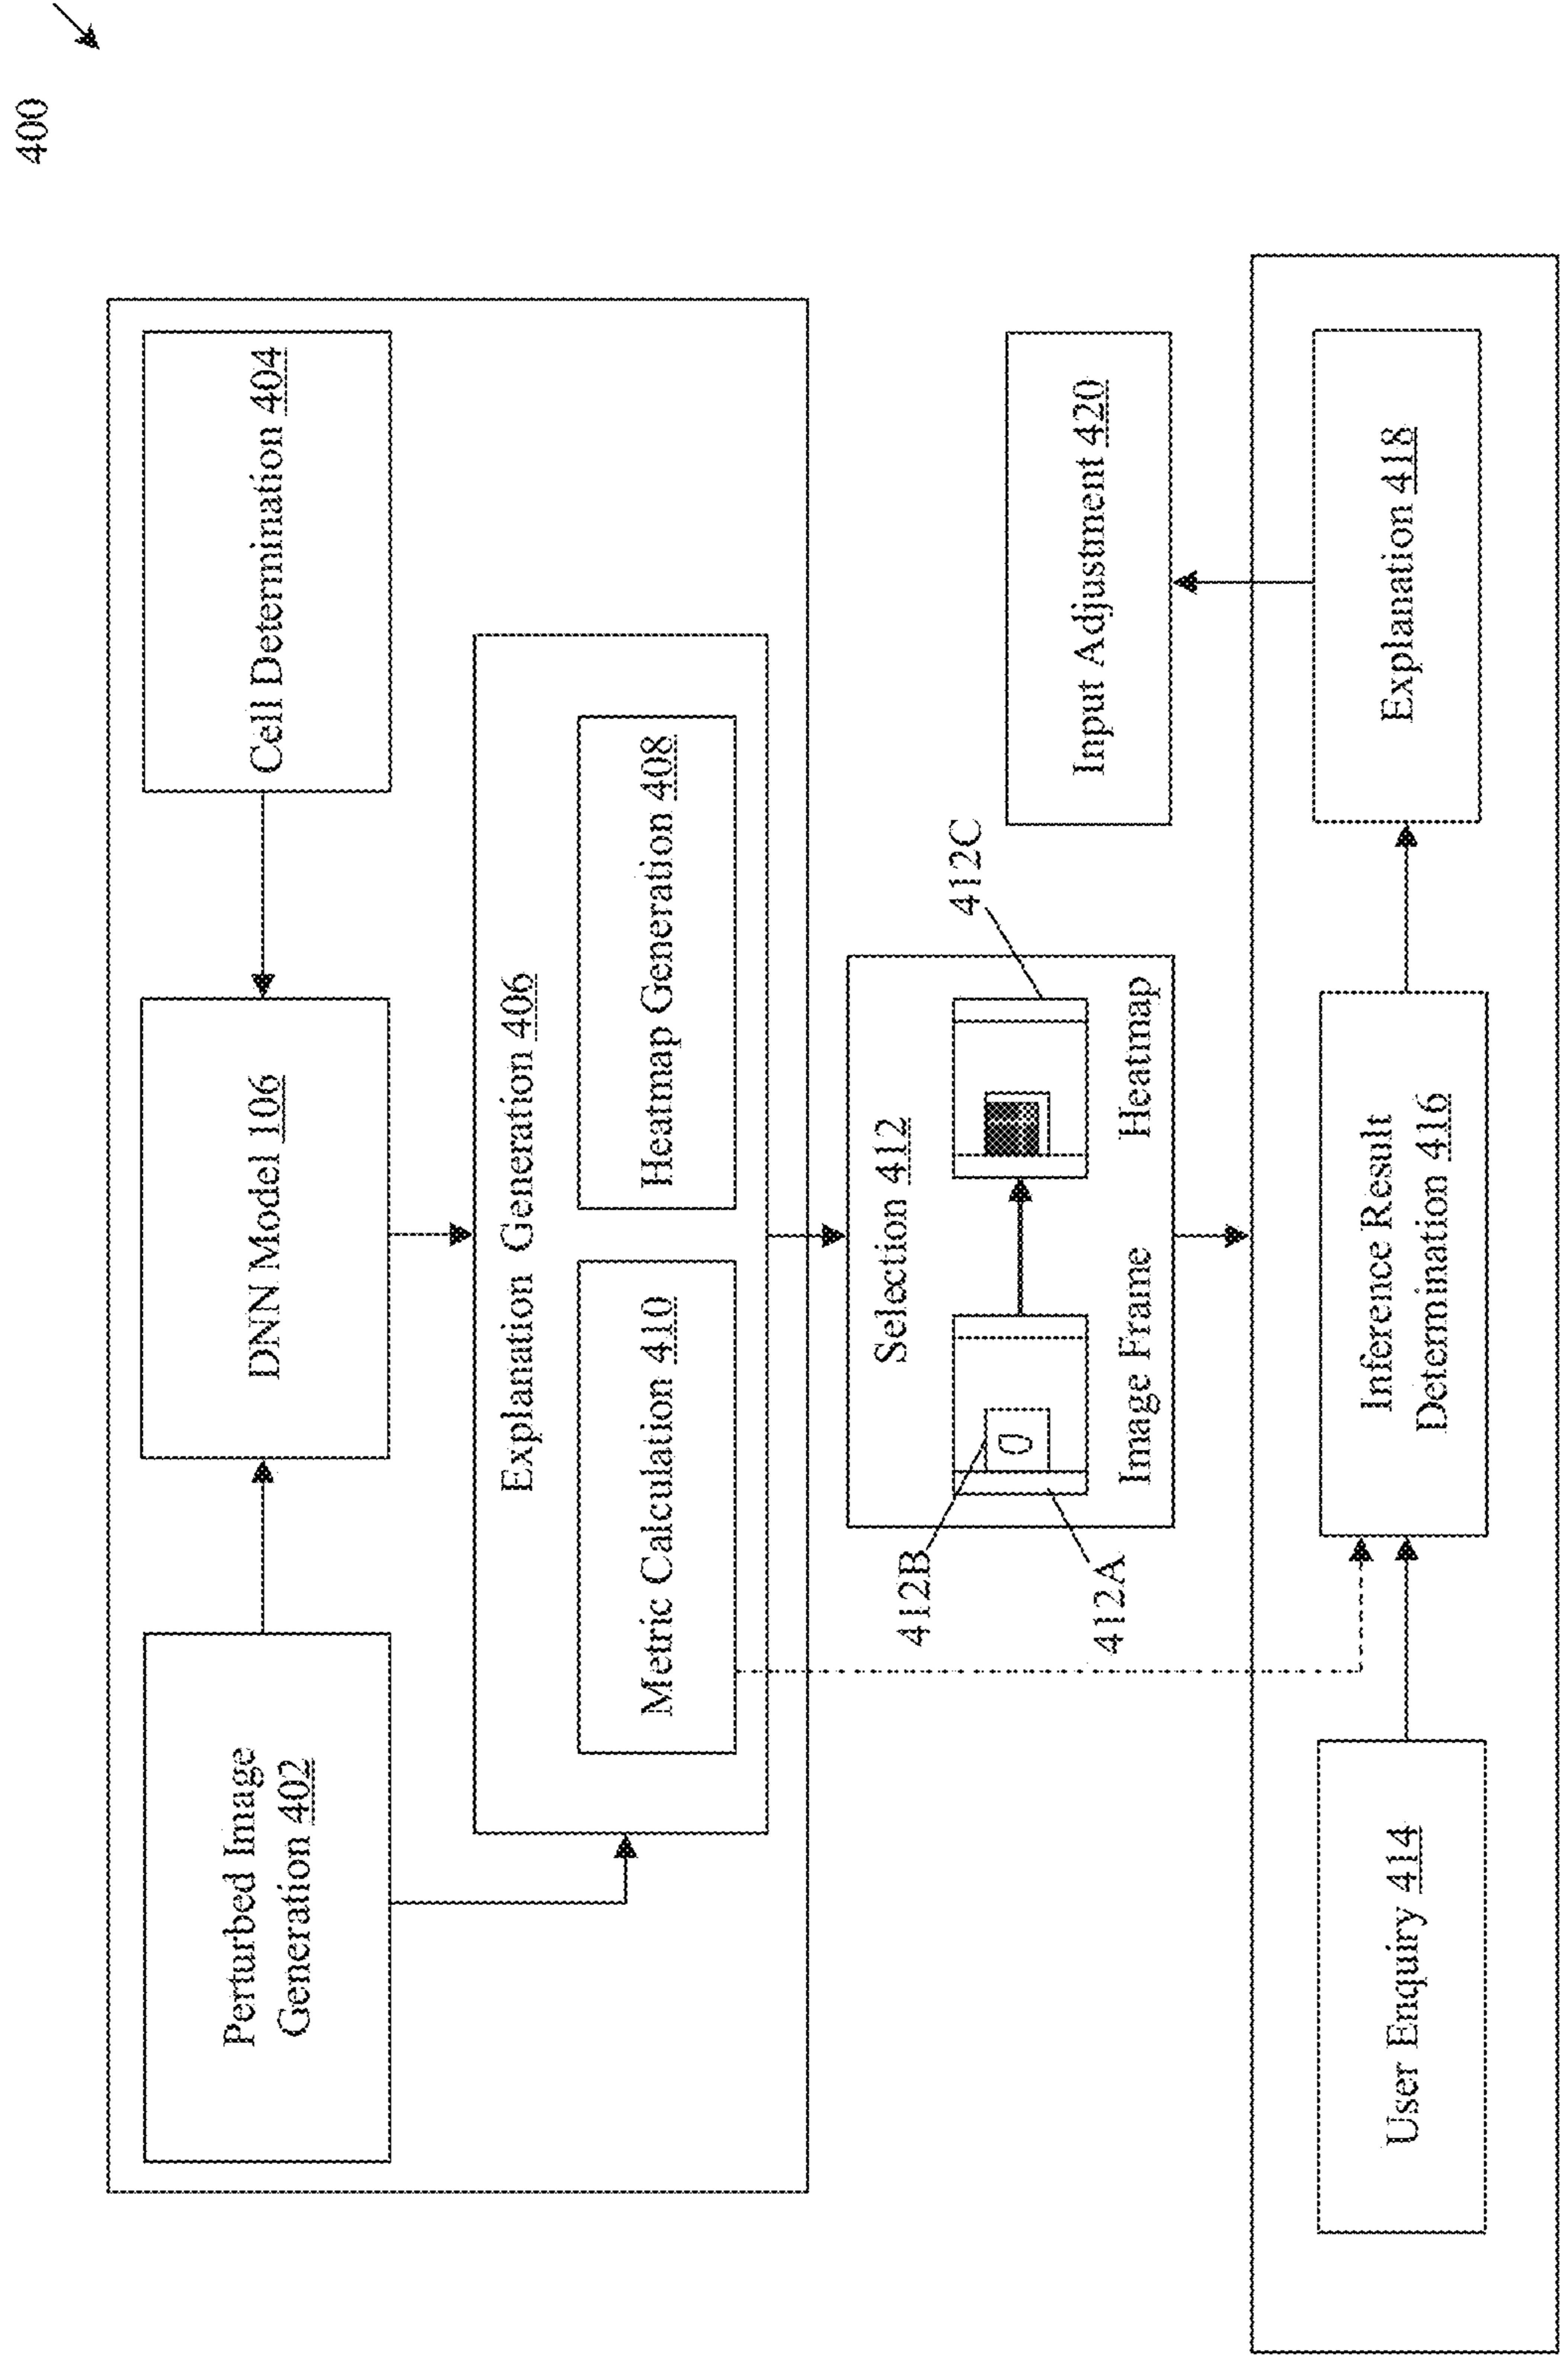 400
Perturbed Image
Generation 402
DNN Model 106
Cell Determination 404
Explanation Generation 406
Metric Calculation 410
Heatmap Generation 408
Selection 412
412B
412A
412C
Image Frame
Heatmap
Input Adjustment 420
User Enquiry 414
Inference Result
Determination 416
Explanation 418